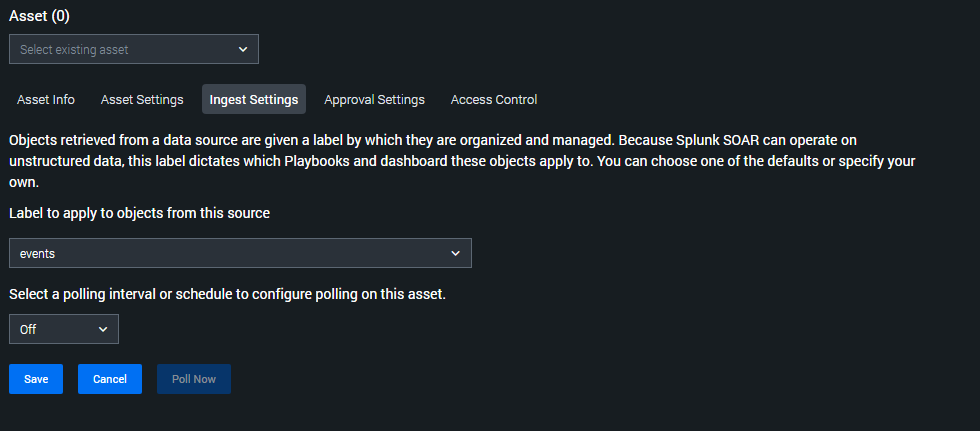 Asset (0)
Select existing asset
Asset Info Asset Settings Ingest Settings Approval Settings Access Control
Objects retrieved from a data source are given a label by which they are organized and managed. Because Splunk SOAR can operate on
unstructured data, this label dictates which Playbooks and dashboard these objects apply to. You can choose one of the defaults or specify your
own.
Label to apply to objects from this source
events
Select a polling interval or schedule to configure polling on this asset.
Off
Save Cancel Poll Now